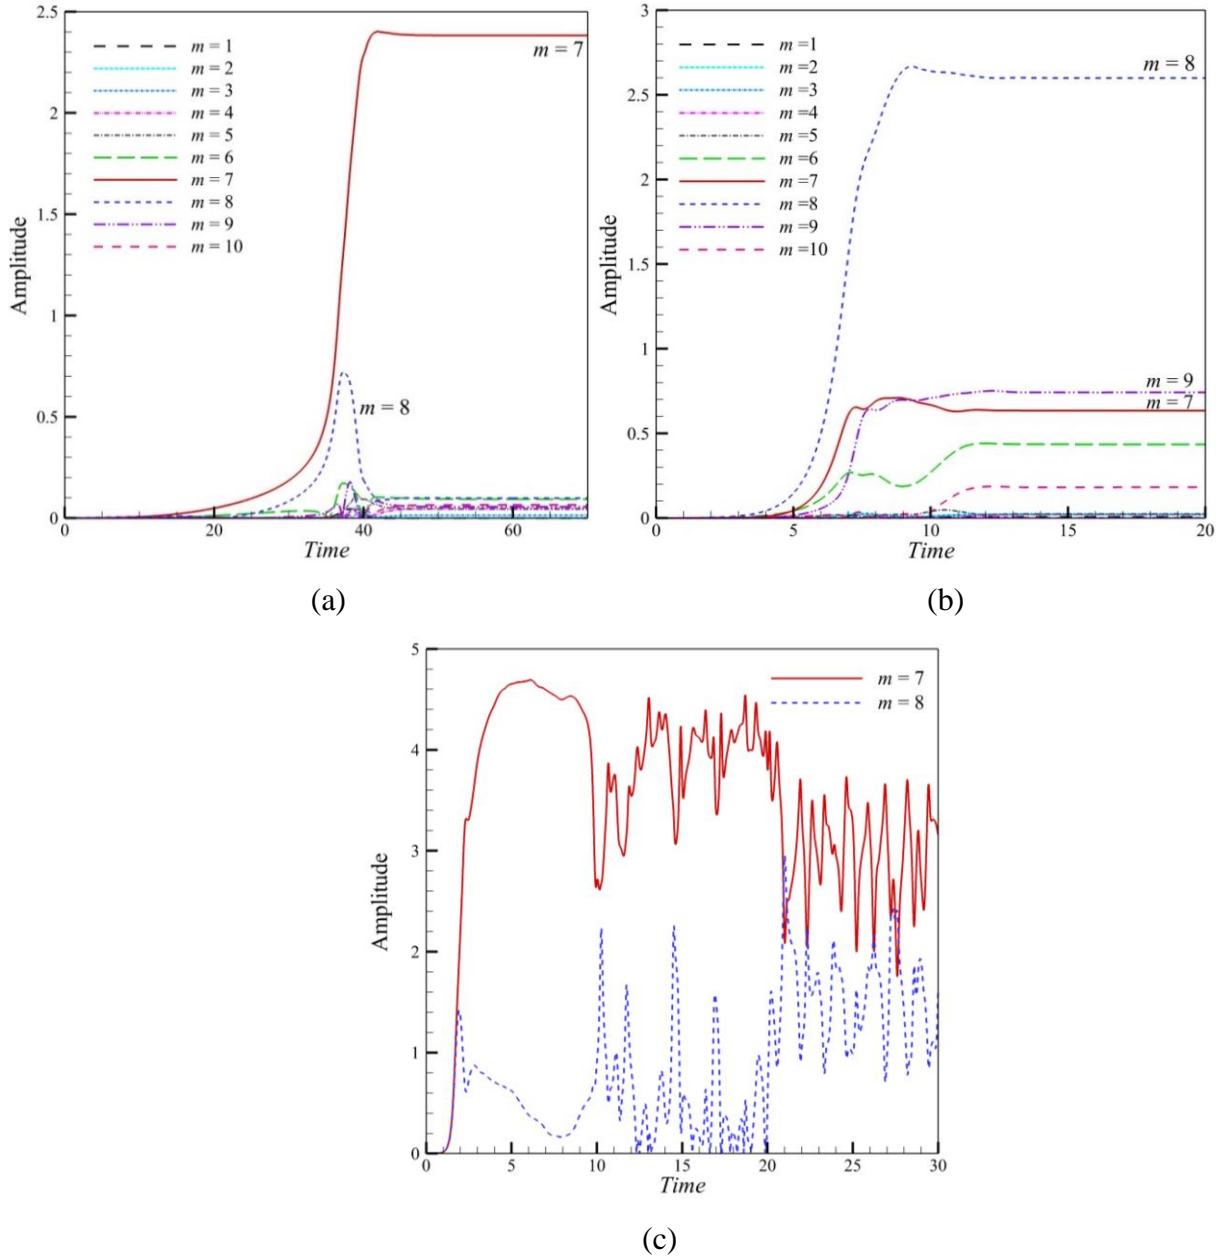 2.5
2
1.5
1
0.5
0
Amplitude
m = 1
m = 2
m = 3
m = 4
m = 5
m = 6
m = 7
m = 8
m = 9
m = 10
m = 7
m = 8
0 20 40 60
Time
(a)
3
2.5
2
1.5
1
0.5
0
Amplitude
m =1
m =2
m =3
m =4
m =5
m =6
m =7
m =8
m =9
m =10
m = 8
m = 9
m = 7
0 5 10 15 20
Time
(b)
5
4
3
2
1
0
Amplitude
m = 7
m = 8
0 5 10 15 20 25 30
Time
(c)